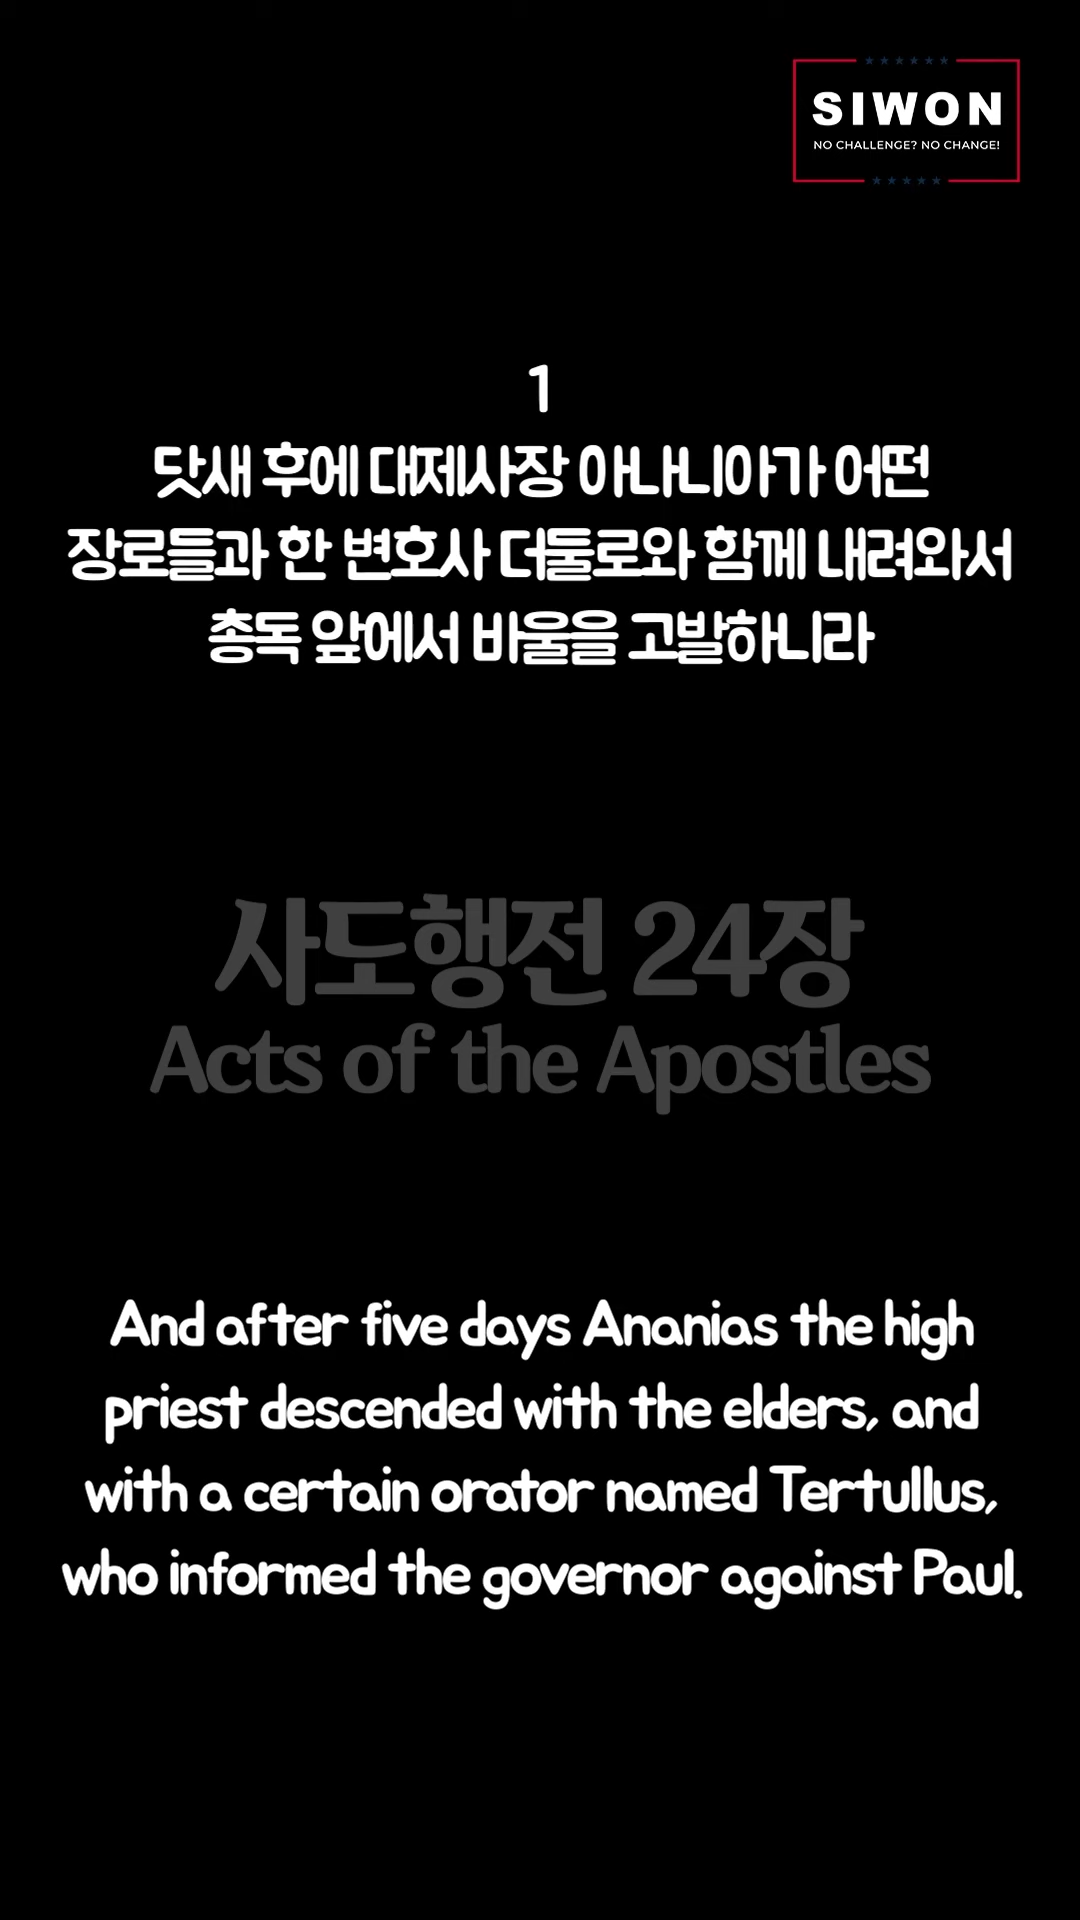 SIWON
NO CHALLENGE? NO CHANGE!
1
닷새 후에 대제사장 아나니아가 어떤
장로들과 한 변호사 더둘로와 함께 내려와서
총독 앞에서 바울을 고발하니라
사도행전 24장
Acts of the Apostles
And after five days Ananias the high
priest descended with the elders, and
with a certain orator named Tertullus,
who informed the governor against Paul.